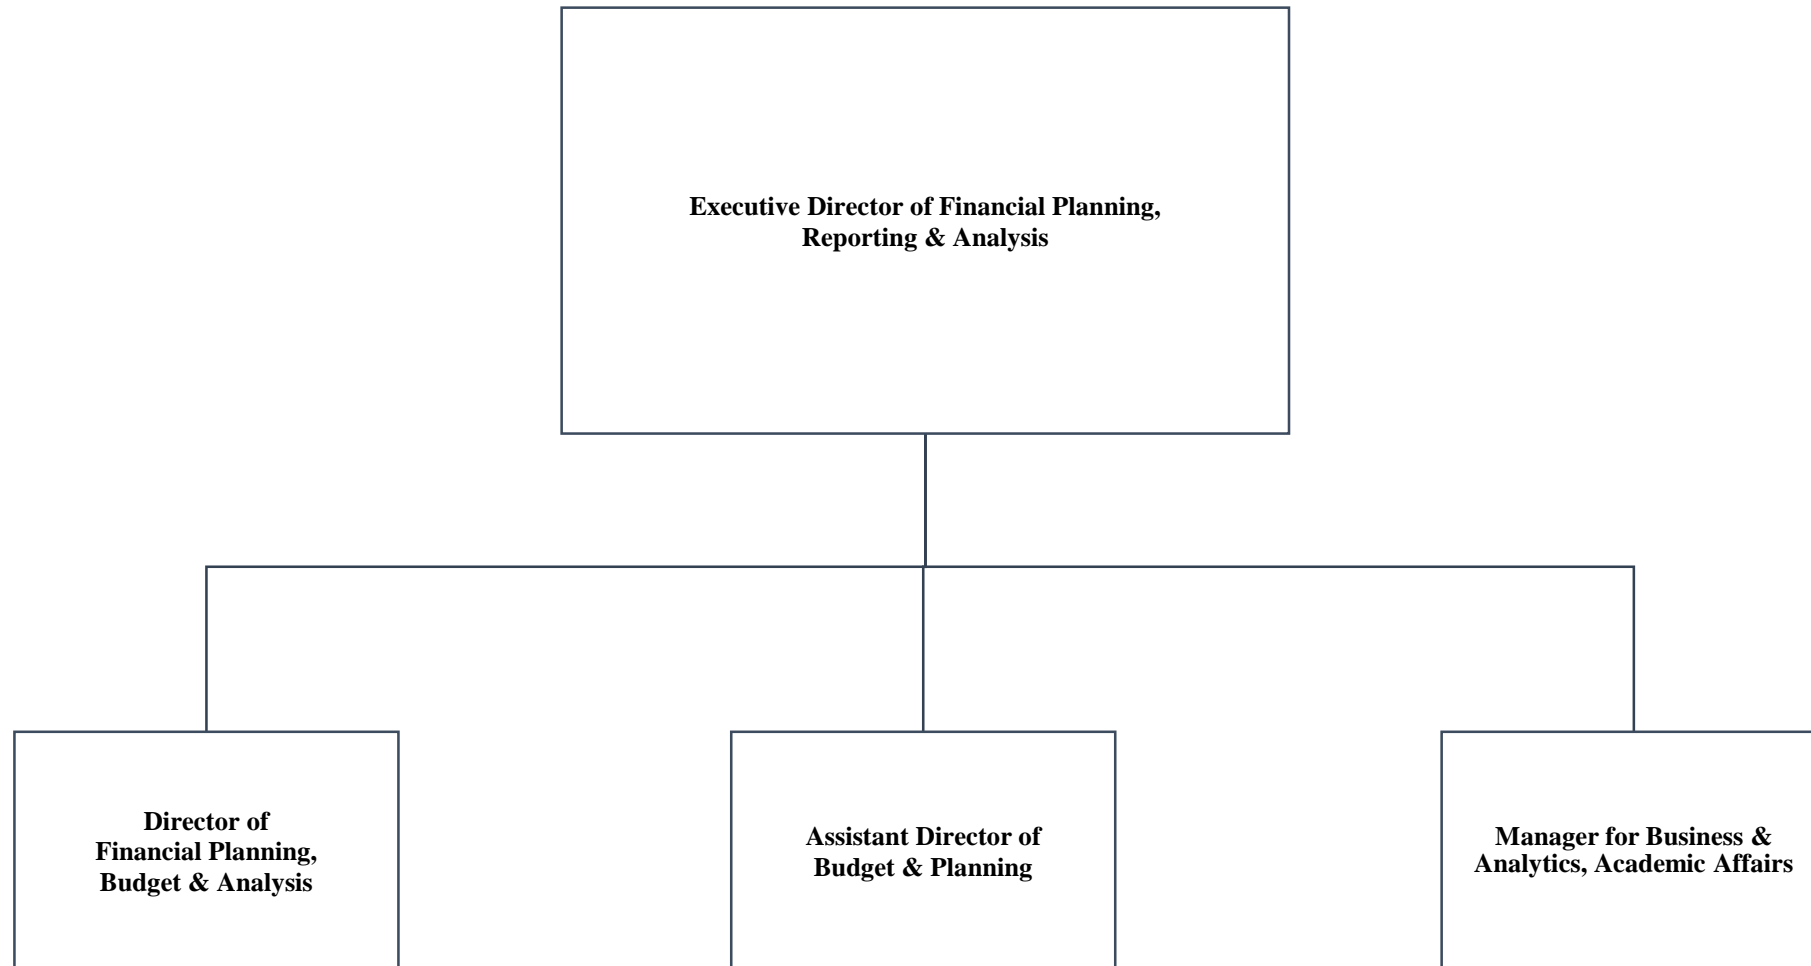 Executive Director of Financial Planning,
Reporting & Analysis
Director of
Financial Planning,
Budget & Analysis
Assistant Director of
Budget & Planning
Manager for Business &
Analytics, Academic Affairs